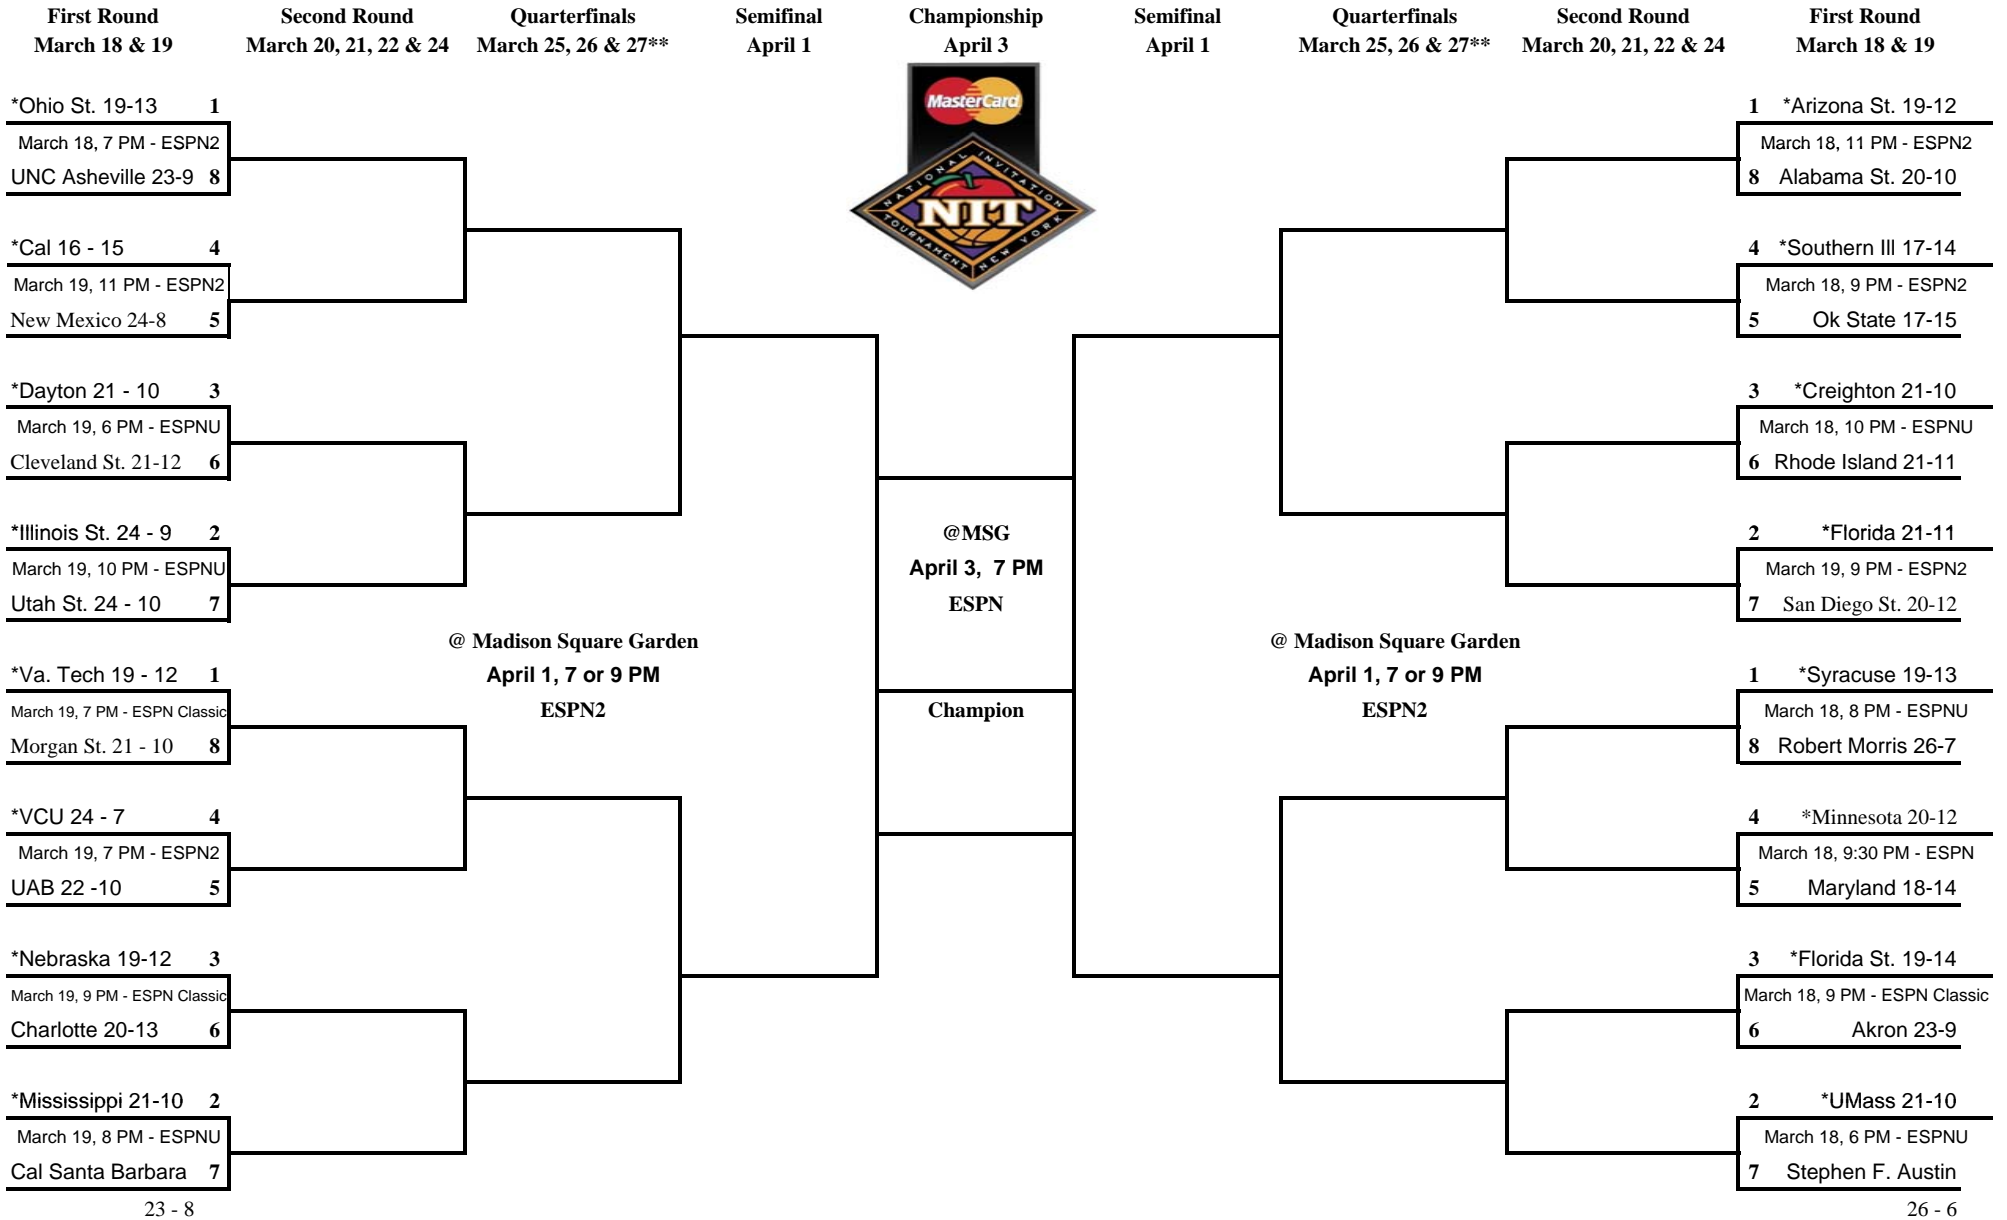 First Round
March 18 & 19
Second Round
March 20, 21, 22 & 24
Quarterfinals
March 25, 26 & 27**
Semifinal
April 1
Championship
April 3
Semifinal
April 1
Quarterfinals
March 25, 26 & 27**
Second Round
March 20, 21, 22 & 24
First Round
March 18 & 19
*Ohio St. 19-13 1
March 18, 7 PM - ESPN2
UNC Asheville 23-9 8
*Cal 16 - 15 4
March 19, 11 PM - ESPN2
New Mexico 24-8 5
*Dayton 21 - 10 3
March 19, 6 PM - ESPNU
Cleveland St. 21-12 6
*Illinois St. 24 - 9 2
March 19, 10 PM - ESPNU
Utah St. 24 - 10 7
*Va. Tech 19 - 12 1
March 19, 7 PM - ESPN Classic
Morgan St. 21 - 10 8
*VCU 24 - 7 4
March 19, 7 PM - ESPN2
UAB 22 -10 5
*Nebraska 19-12 3
March 19, 9 PM - ESPN Classic
Charlotte 20-13 6
*Mississippi 21-10 2
March 19, 8 PM - ESPNU
Cal Santa Barbara 7
23 - 8
@ Madison Square Garden
April 1, 7 or 9 PM
ESPN2
MasterCard
NATIONAL INVITATION
NIT
TOURNAMENT NEW YORK
@MSG
April 3, 7 PM
ESPN
Champion
@ Madison Square Garden
April 1, 7 or 9 PM
ESPN2
1 *Arizona St. 19-12
March 18, 11 PM - ESPN2
8 Alabama St. 20-10
4 *Southern Ill 17-14
March 18, 9 PM - ESPN2
5 Ok State 17-15
3 *Creighton 21-10
March 18, 10 PM - ESPNU
6 Rhode Island 21-11
2 *Florida 21-11
March 19, 9 PM - ESPN2
7 San Diego St. 20-12
1 *Syracuse 19-13
March 18, 8 PM - ESPNU
8 Robert Morris 26-7
4 *Minnesota 20-12
March 18, 9:30 PM - ESPN
5 Maryland 18-14
3 *Florida St. 19-14
March 18, 9 PM - ESPN Classic
6 Akron 23-9
2 *UMass 21-10
March 18, 6 PM - ESPNU
7 Stephen F. Austin
26 - 6